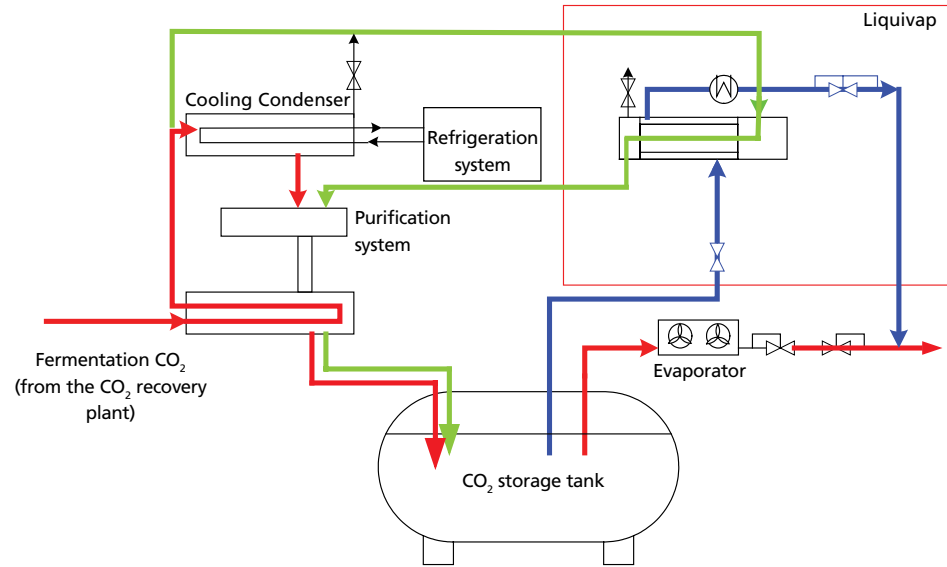 Liquivap
Cooling Condenser
Refrigeration
system
Purification
system
Fermentation CO₂
(from the CO₂ recovery
plant)
Evaporator
CO₂ storage tank